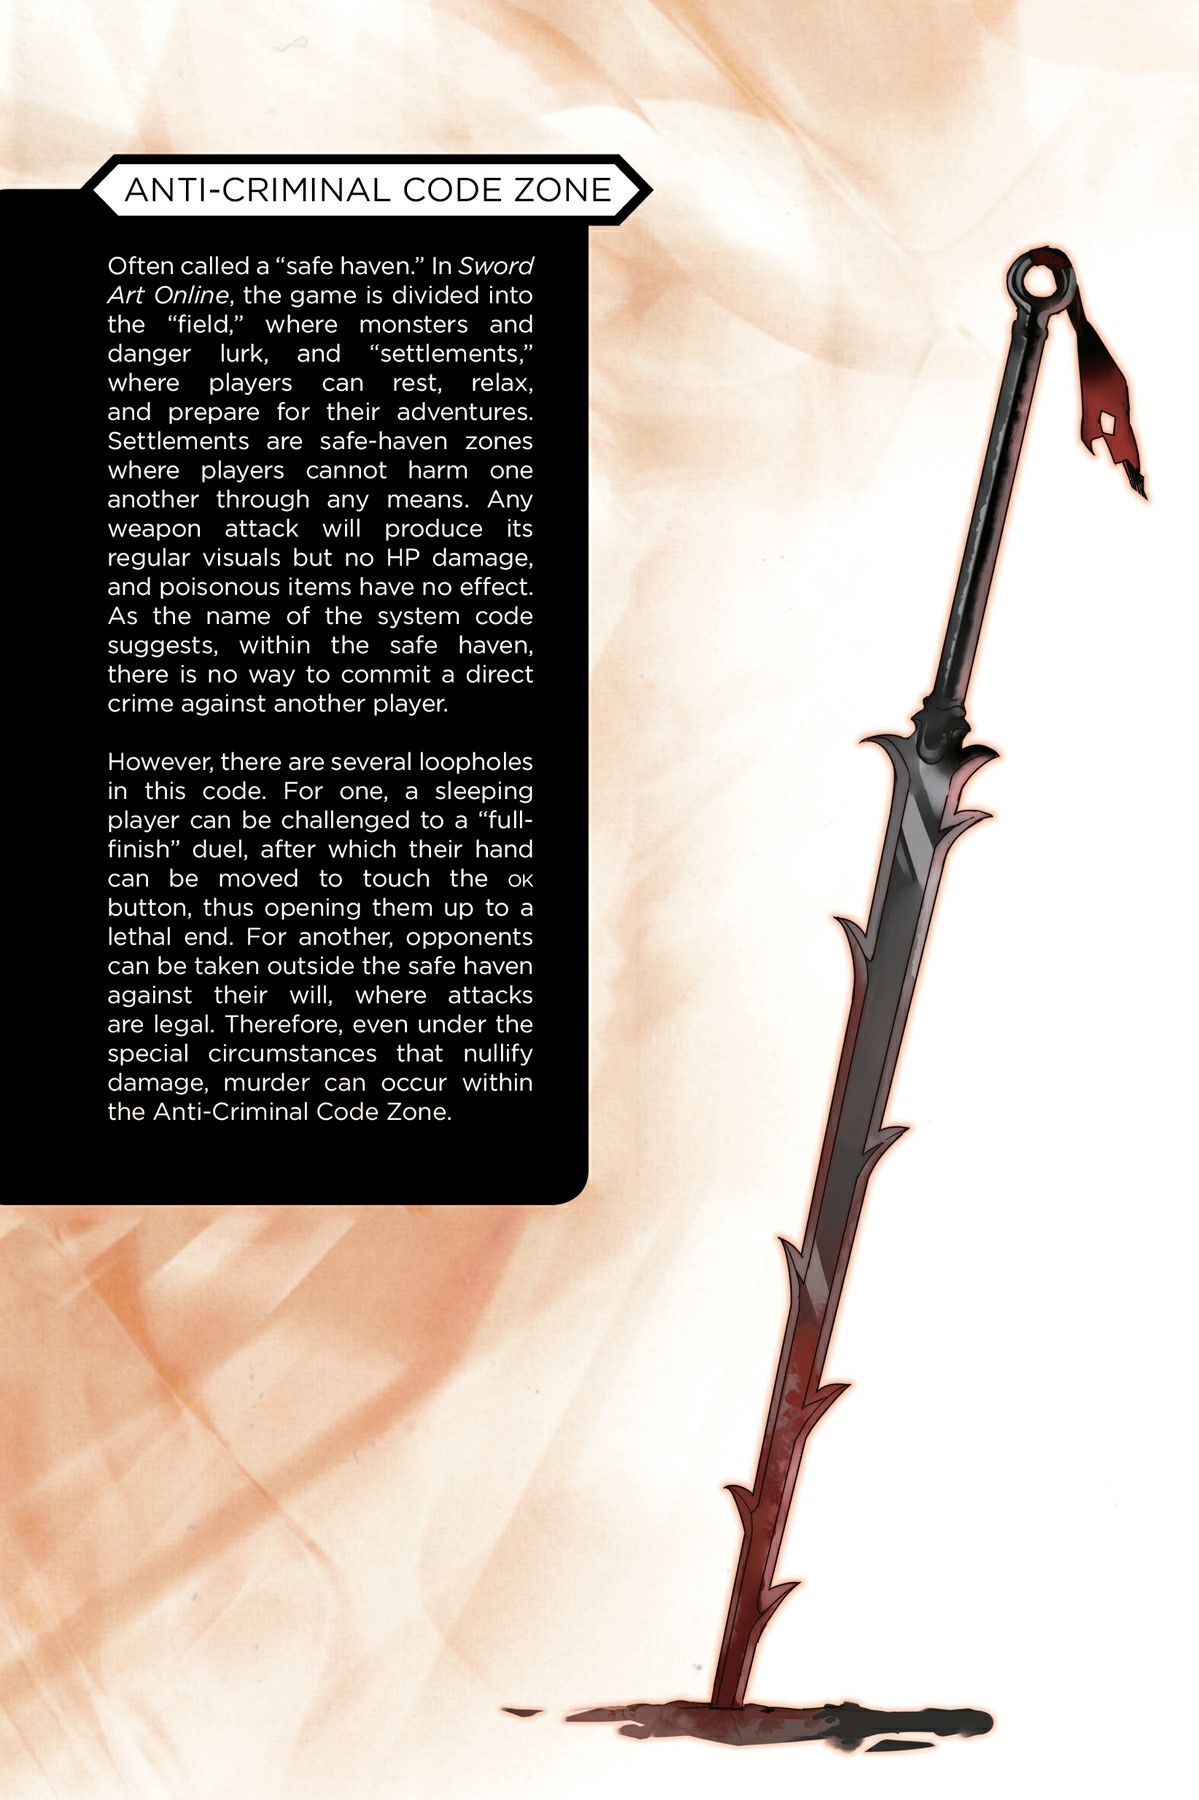 ANTI-CRIMINAL CODE ZONE
Often called a “safe haven.” In Sword
Art Online, the game is divided into
the “field,” where monsters and
danger lurk, and “settlements,”
where players can rest, relax,
and prepare for their adventures.
Settlements are safe-haven zones
where players cannot harm one
another through any means. Any
weapon attack will produce its
regular visuals but no HP damage,
and poisonous items have no effect.
As the name of the system code
suggests, within the safe haven,
there is no way to commit a direct
crime against another player.
However, there are several loopholes
in this code. For one, a sleeping
player can be challenged to a “full-
finish” duel, after which their hand
can be moved to touch the OK
button, thus opening them up to a
lethal end. For another, opponents
can be taken outside the safe haven
against their will, where attacks
are legal. Therefore, even under the
special circumstances that nullify
damage, murder can occur within
the Anti-Criminal Code Zone.